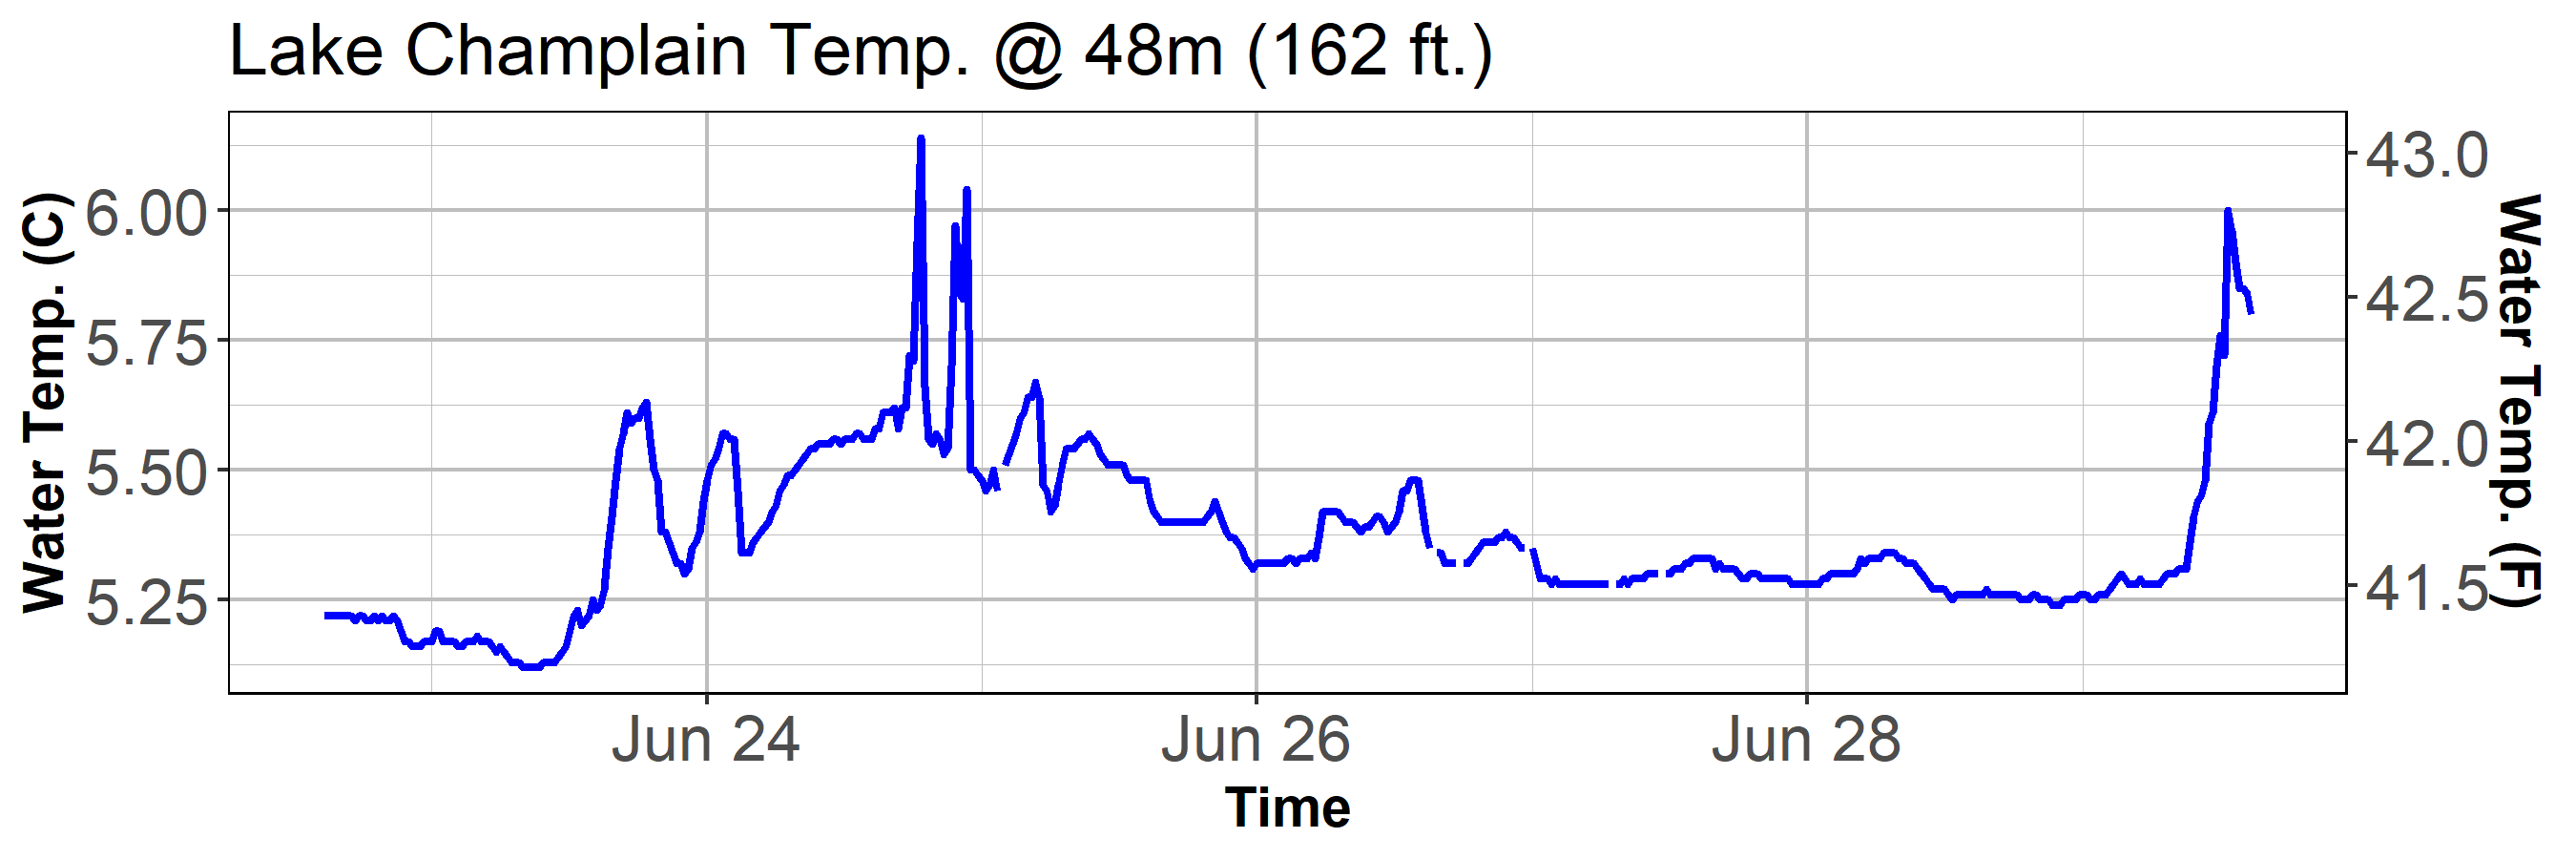 Lake Champlain Temp. @ 48m (162 ft.)
Water Temp. (C)
6.00
5.75
5.50
5.25
43.0
42.5
42.0
41.5
Water Temp. (F)
Jun 24 Jun 26 Jun 28
Time